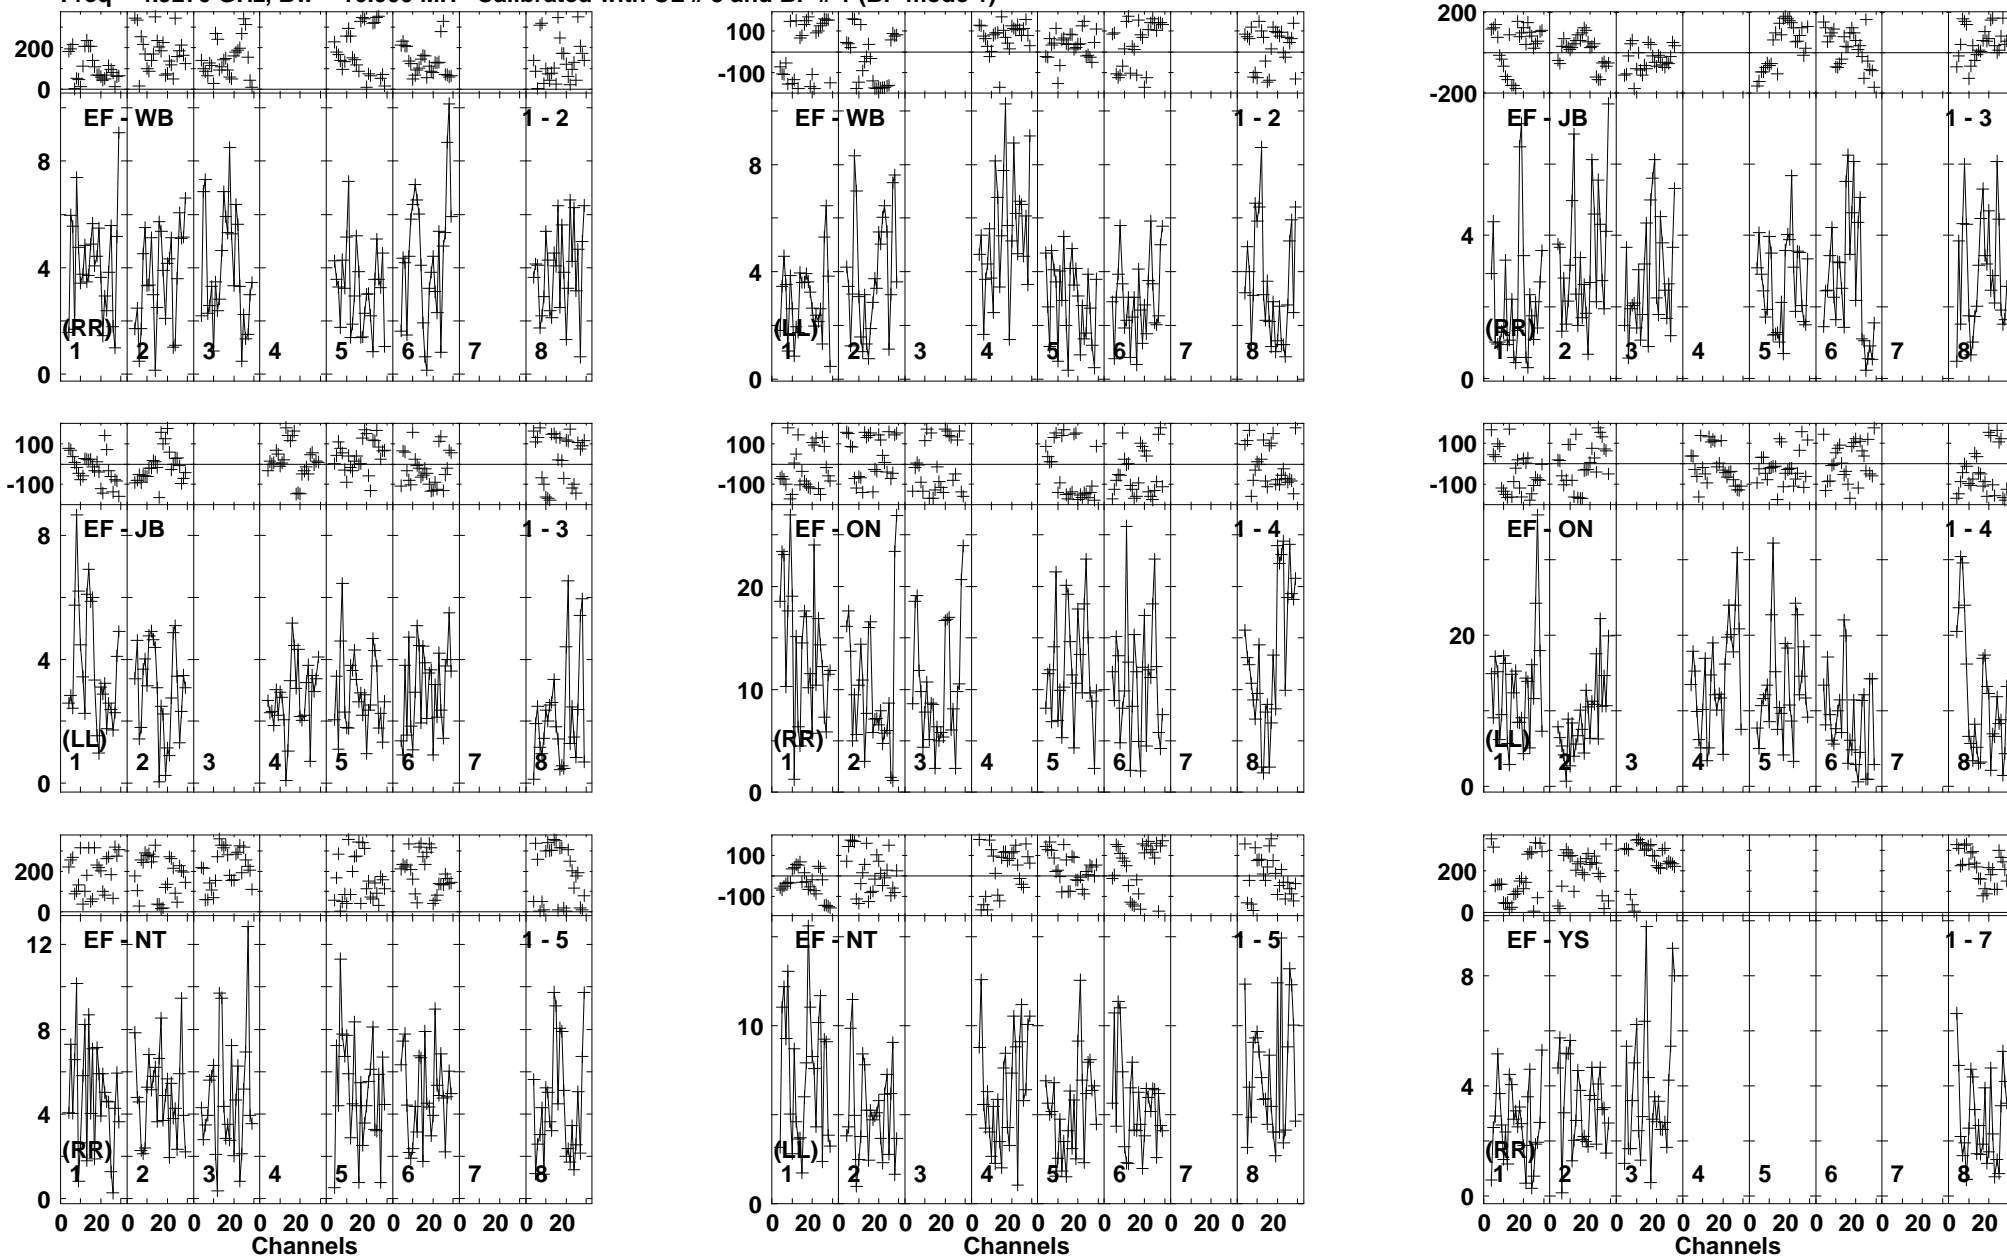 200 0 EF - WB 1 - 2 8 4 0 (RR) 1 2 3 4 5 6 7 8
100 -100 EF - WB 1 - 2 8 4 0 (LL) 1 2 3 4 5 6 7 8
200 -200 EF - JB 1 - 3 4 0 (RR) 1 2 3 4 5 6 7 8
100 -100 EF - JB 1 - 3 8 4 0 (LL) 1 2 3 4 5 6 7 8
100 -100 EF - ON 1 - 4 20 10 0 (RR) 1 2 3 4 5 6 7 8
100 -100 EF - ON 1 - 4 20 0 (LL) 1 2 3 4 5 6 7 8
200 0 EF - NT 1 - 5 12 8 4 0 (RR) 1 2 3 4 5 6 7 8
0 20 0 20 0 20 0 20 0 20 0 20 0 20 0 20
Channels
100 -100 EF - NT 1 - 5 10 0 (LL) 1 2 3 4 5 6 7 8
0 20 0 20 0 20 0 20 0 20 0 20 0 20 0 20
Channels
200 0 EF - YS 1 - 7 8 4 0 (RR) 1 2 3 4 5 6 7 8
0 20 0 20 0 20 0 20 0 20 0 20 0 20 0 20
Channels